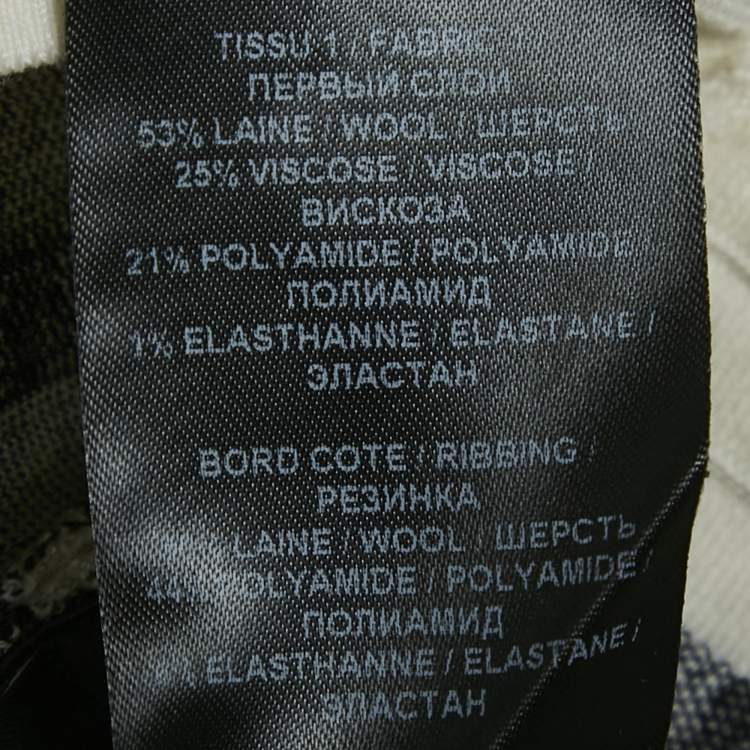 TISSU 1 / FABRIC
ПЕРВЫЙ СЛОЙ
53% LAINE / WOOL / ШЕРСТЬ
25% VISCOSE / VISCOSE /
ВИСКОЗА
21% POLYAMIDE / POLYAMIDE
ПОЛИАМИД
1% ELASTHANNE / ELASTANE /
ЭЛАСТАН
BORD COTE / RIBBING /
РЕЗИНКА
LAINE / WOOL / ШЕРСТЬ
44% POLYAMIDE / POLYAMIDE /
ПОЛИАМИД
ELASTHANNE / ELASTANE /
ЭЛАСТАН